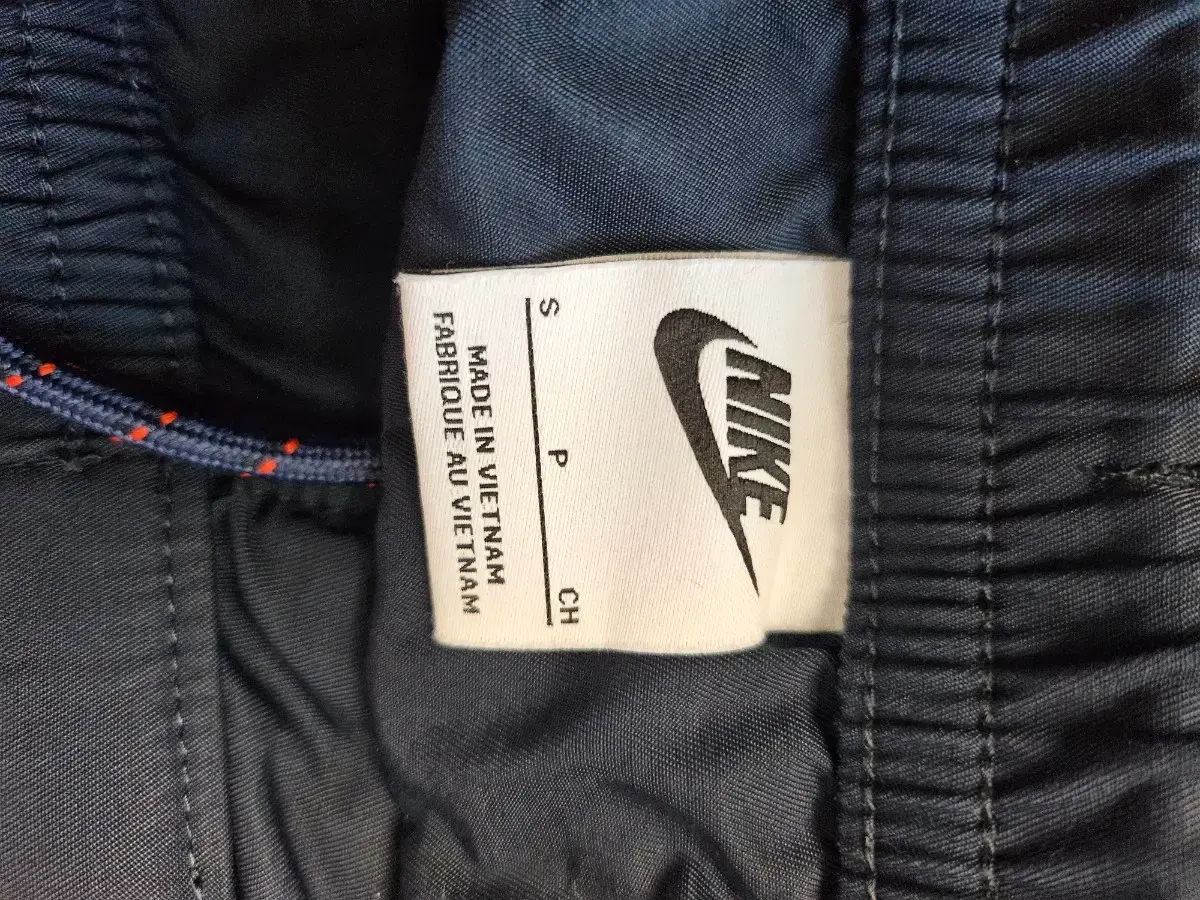 NIKE
S P CH
MADE IN VIETNAM
FABRIQUE AU VIETNAM